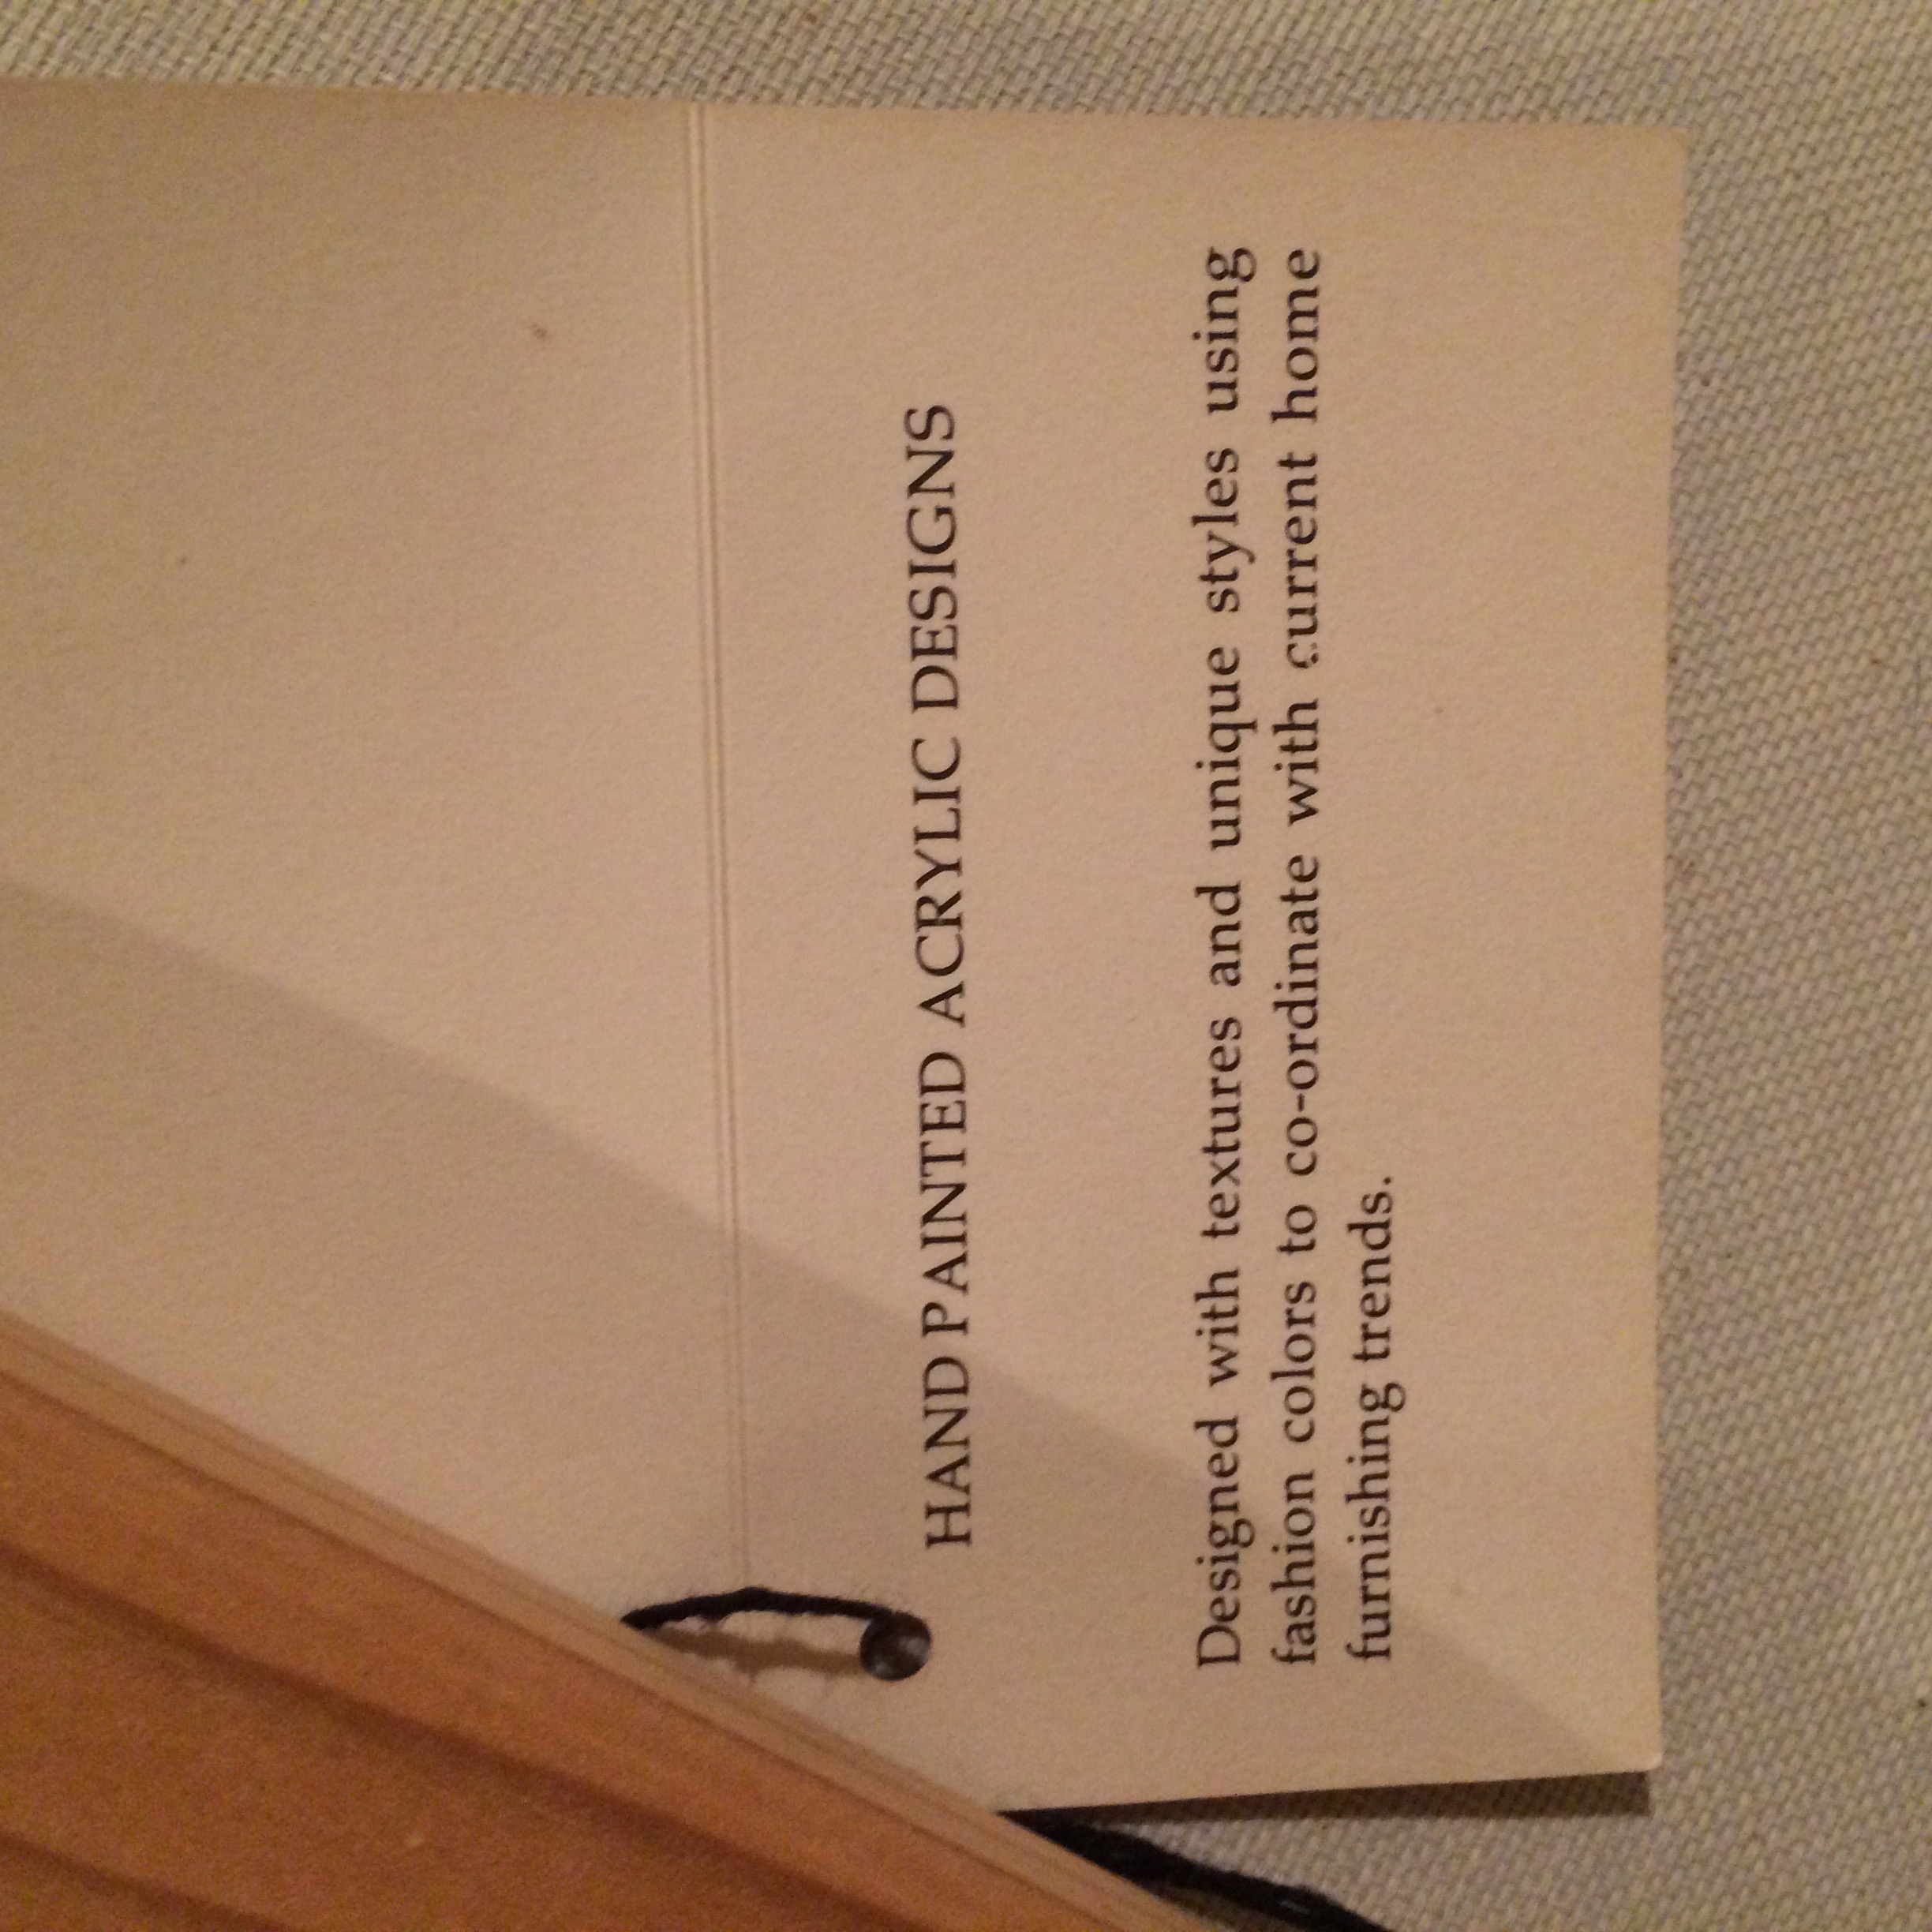 HAND PAINTED ACRYLIC DESIGNS
Designed with textures and unique styles using
fashion colors to co-ordinate with current home
furnishing trends.